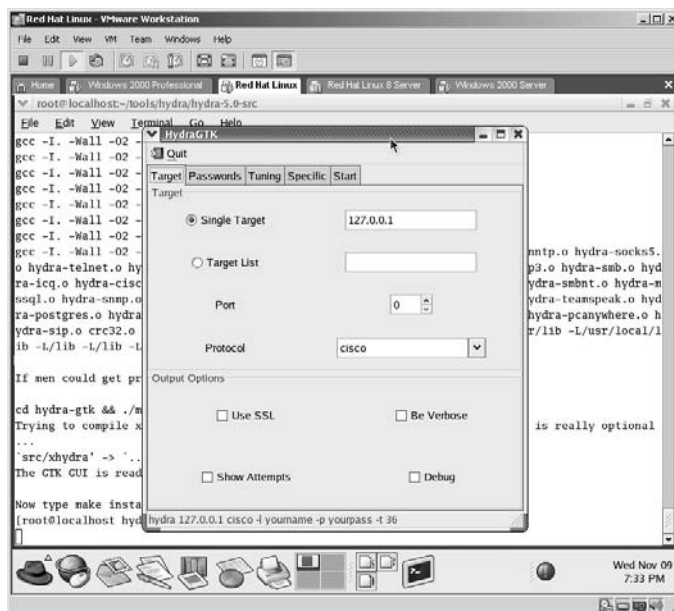 Red Hat Linux - VMware Workstation
File Edit View VM Team Windows Help
Home Windows 2000 Professional Red Hat Linux Red Hat Linux 8 Server Windows 2000 Server
root@localhost:~/tools/hydra/hydra-5.0-src
File Edit View Terminal Go Help
gcc -I. -Wall -O2 -
gcc -I. -Wall -O2 -
gcc -I. -Wall -O2 -
gcc -I. -Wall -O2 -
gcc -I. -Wall -O2 -
gcc -I. -Wall -O2 -
gcc -I. -Wall -O2 -
gcc -I. -Wall -O2 - nntp.o hydra-socks5.
o hydra-telnet.o hy p3.o hydra-smb.o hyd
ra-icq.o hydra-cisc ydra-smbnt.o hydra-m
ssql.o hydra-snmp.o ydra-teamspeak.o hyd
ra-postgres.o hydra hydra-pcanywhere.o h
ydra-sip.o crc32.o r/lib -L/usr/local/l
ib -L/lib -L/lib -L
If men could get pr
cd hydra-gtk && ./m
Trying to compile x is really optional
...
`src/xhydra' -> `..
The GTK GUI is read
Now type make insta
[root@localhost hyd
HydraGTK
Quit
Target Passwords Tuning Specific Start
Target
Single Target 127.0.0.1
Target List
Port 0
Protocol cisco
Output Options
Use SSL Be Verbose
Show Attempts Debug
hydra 127.0.0.1 cisco -l yourname -p yourpass -t 36
Wed Nov 09
7:33 PM